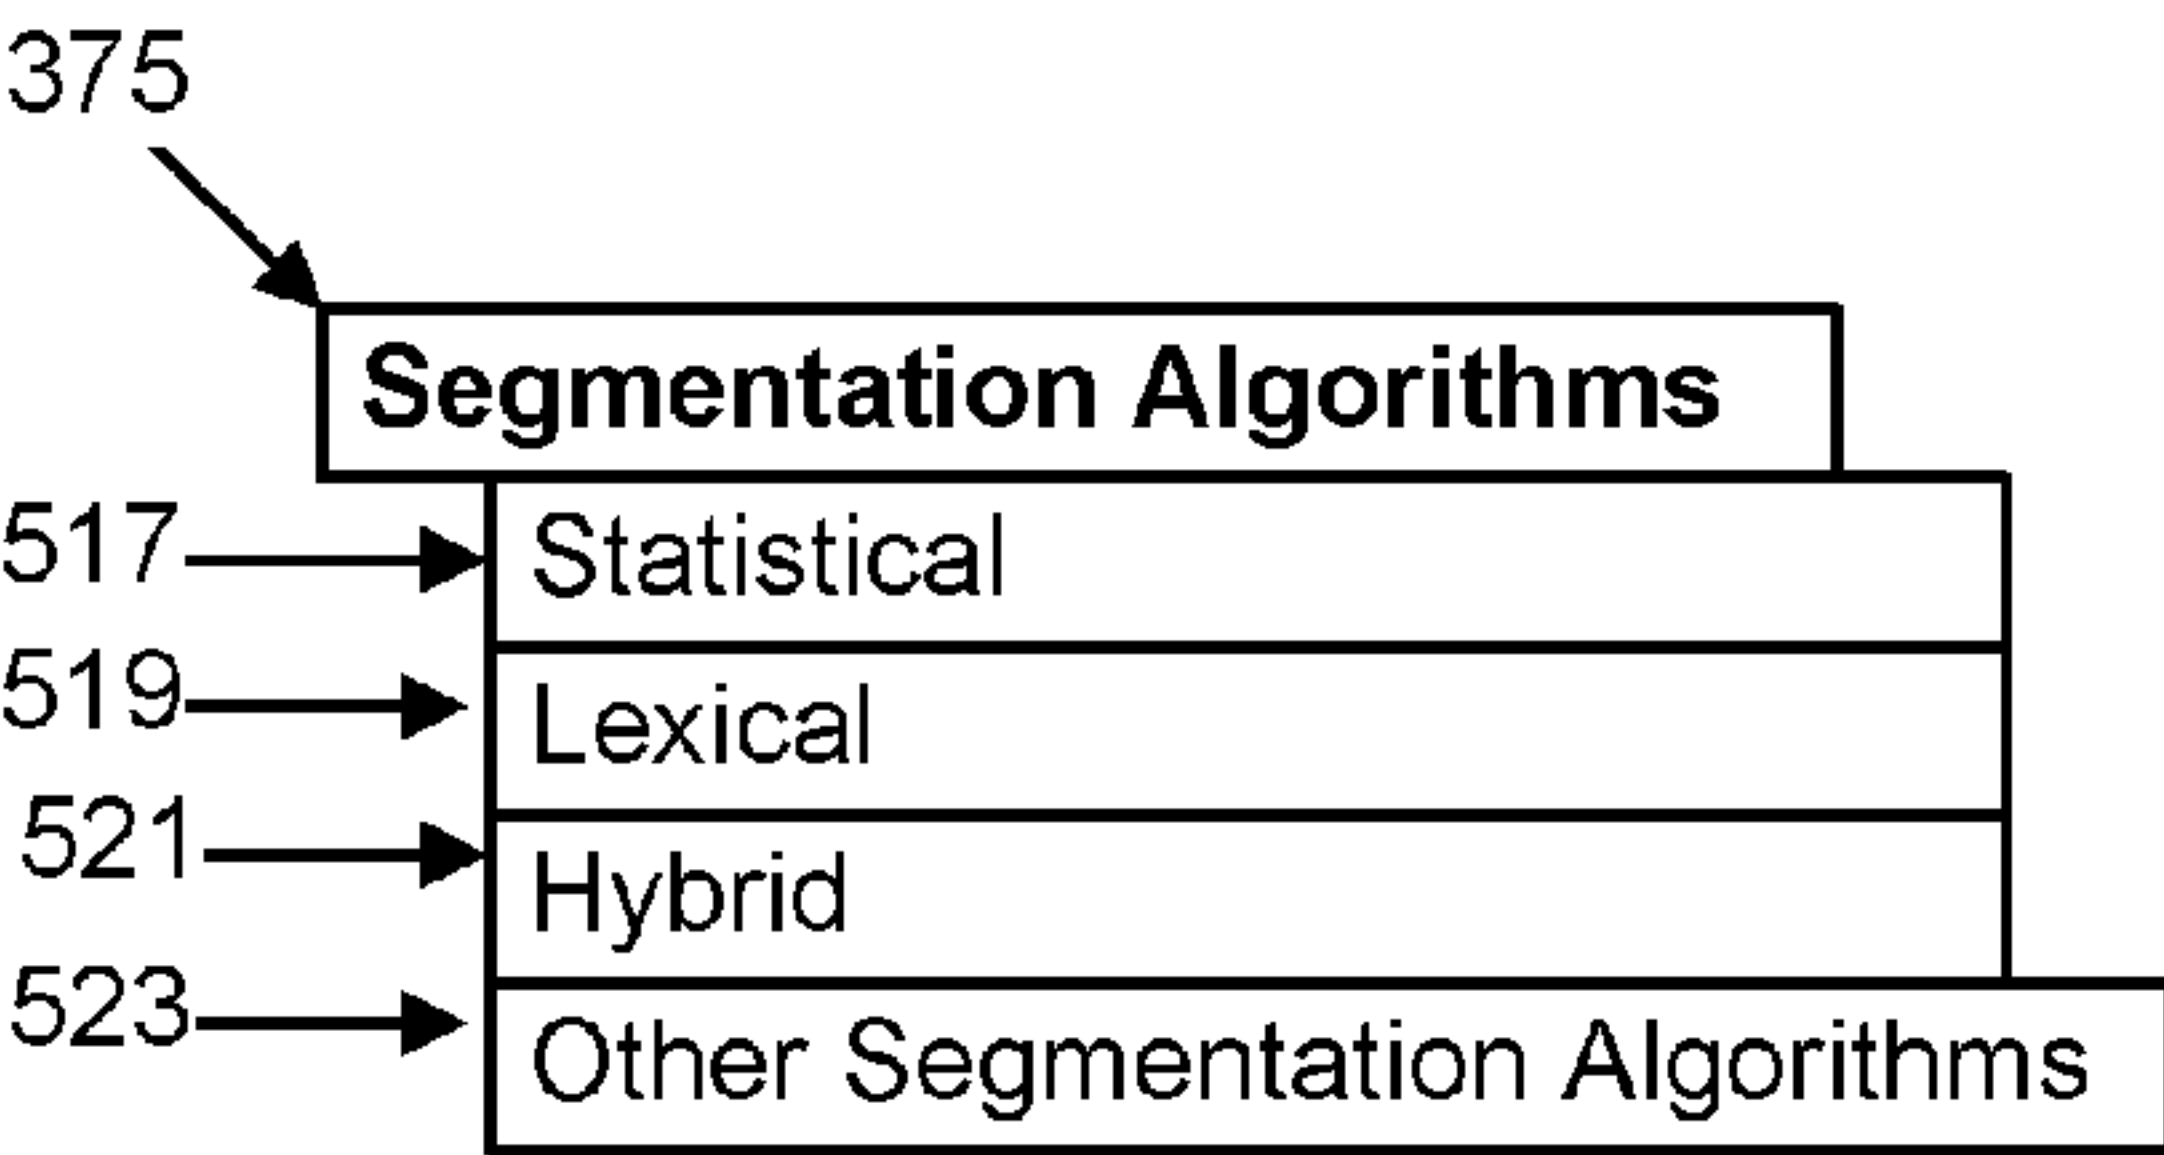 375
Segmentation Algorithms
517 Statistical
519 Lexical
521 Hybrid
523 Other Segmentation Algorithms